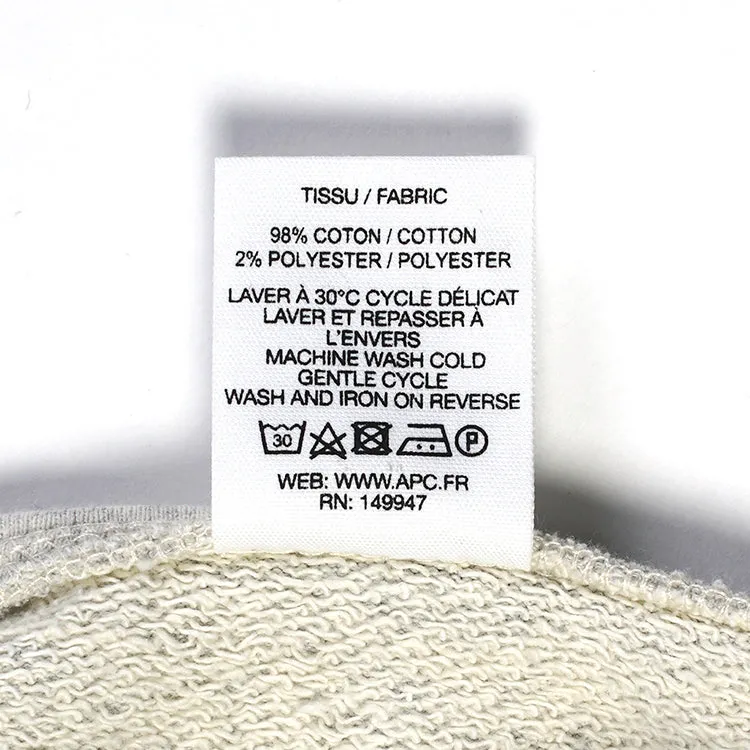 TISSU / FABRIC
98% COTON / COTTON
2% POLYESTER / POLYESTER
LAVER À 30°C CYCLE DÉLICAT
LAVER ET REPASSER À
L'ENVERS
MACHINE WASH COLD
GENTLE CYCLE
WASH AND IRON ON REVERSE
30 P
WEB: WWW.APC.FR
RN: 149947